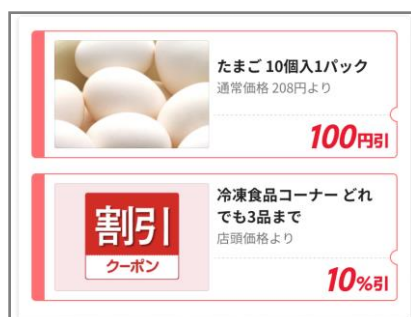 たまご 10個入1パック
通常価格 208円より
100円引
割引
クーポン
冷凍食品コーナー どれ
でも3品まで
店頭価格より
10%引